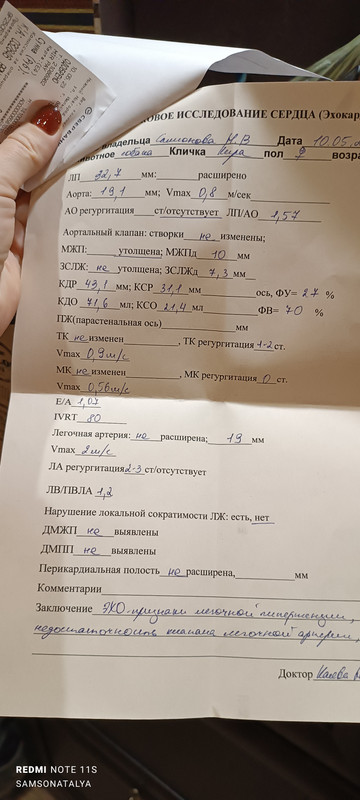 ОВОЕ ИССЛЕДОВАНИЕ СЕРДЦА (Эхокар
владельца Самсонова Н.В Дата 10.05.
вотное собака Кличка Кира пол ♀ возра
ЛП 32,7 мм: расширено
Аорта: 19,1 мм; Vmax 0,8 м/сек
АО регургитация ст/отсутствует ЛП/АО 1,57
Аортальный клапан: створки не изменены;
МЖП: утолщена; МЖПд 10 мм
ЗСЛЖ: не утолщена; ЗСЛЖд 7,3 мм
КДР 43,1 мм; КСР 31,1 мм ось, ФУ= 27 %
КДО 71,6 мл; КСО 21,4 мл ФВ= 70 %
ПЖ(парастенальная ось) мм
ТК не изменен, ТК регургитация 1-2 ст.
Vmax 0,9 м/с
МК не изменен, МК регургитация 0 ст.
Vmax 0,56 м/с
Е/А 1,07
IVRT 80
Легочная артерия: не расширена; 19 мм
Vmax 2 м/с
ЛА регургитация 2-3 ст/отсутствует
ЛВ/ПВЛА 1,2
Нарушение локальной сократимости ЛЖ: есть, нет
ДМЖП не выявлены
ДМПП не выявлены
Перикардиальная полость не расширена, мм
Комментарии
Заключение ЭХО-признаки легочной гипертензии,
недостаточность клапана легочной артерии,
Доктор
REDMI NOTE 11S
SAMSONATALYA